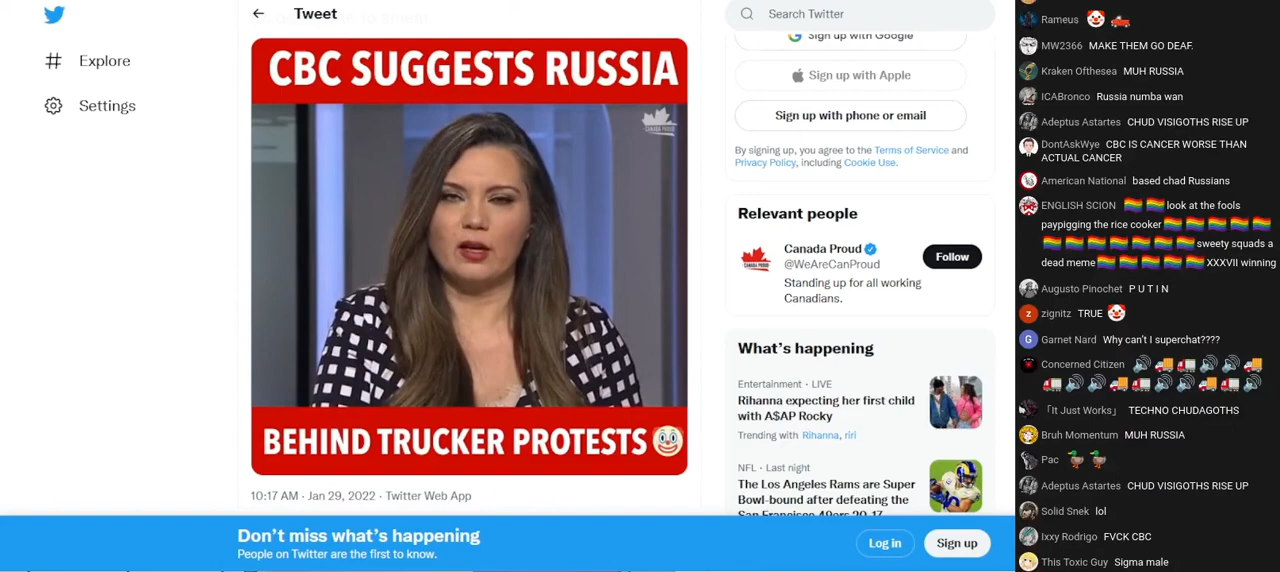 Tweet
Explore
Settings
CBC SUGGESTS RUSSIA
CANADA PROUD
BEHIND TRUCKER PROTESTS
10:17 AM · Jan 29, 2022 · Twitter Web App
Search Twitter
Sign up with Google
Sign up with Apple
Sign up with phone or email
By signing up, you agree to the Terms of Service and
Privacy Policy, including Cookie Use.
Relevant people
CANADA PROUD
Canada Proud
@WeAreCanProud
Follow
Standing up for all working
Canadians.
What's happening
Entertainment · LIVE
Rihanna expecting her first child
with A$AP Rocky
Trending with Rihanna, riri
NFL · Last night
The Los Angeles Rams are Super
Bowl-bound after defeating the
San Francisco 49ers 20-17
Don't miss what's happening
People on Twitter are the first to know.
Log in
Sign up
Rameus 🤡 🛻
MW2366 MAKE THEM GO DEAF.
Kraken Ofthesea MUH RUSSIA
ICABronco Russia numba wan
Adeptus Astartes CHUD VISIGOTHS RISE UP
DontAskWye CBC IS CANCER WORSE THAN
ACTUAL CANCER
American National based chad Russians
ENGLISH SCION 🏳️‍🌈 🏳️‍🌈 look at the fools
paypigging the rice cooker 🏳️‍🌈 🏳️‍🌈 🏳️‍🌈 🏳️‍🌈 🏳️‍🌈
🏳️‍🌈 🏳️‍🌈 🏳️‍🌈 🏳️‍🌈 🏳️‍🌈 🏳️‍🌈 🏳️‍🌈 sweety squads a
dead meme 🏳️‍🌈 🏳️‍🌈 🏳️‍🌈 🏳️‍🌈 🏳️‍🌈 XXXVII winning
Augusto Pinochet P U T I N
z zignitz TRUE 🤡
G Garnet Nard Why can't I superchat????
Concerned Citizen 🔊 🚚 🚛 🔊 🔊 🚚
🚛 🔊 🔊 🚚 🚛 🔊 🔊 🚚 🚛 🔊
「It Just Works」 TECHNO CHUDAGOTHS
Bruh Momentum MUH RUSSIA
Pac 🦆 🦆
Adeptus Astartes CHUD VISIGOTHS RISE UP
Solid Snek lol
Ixxy Rodrigo FVCK CBC
This Toxic Guy Sigma male